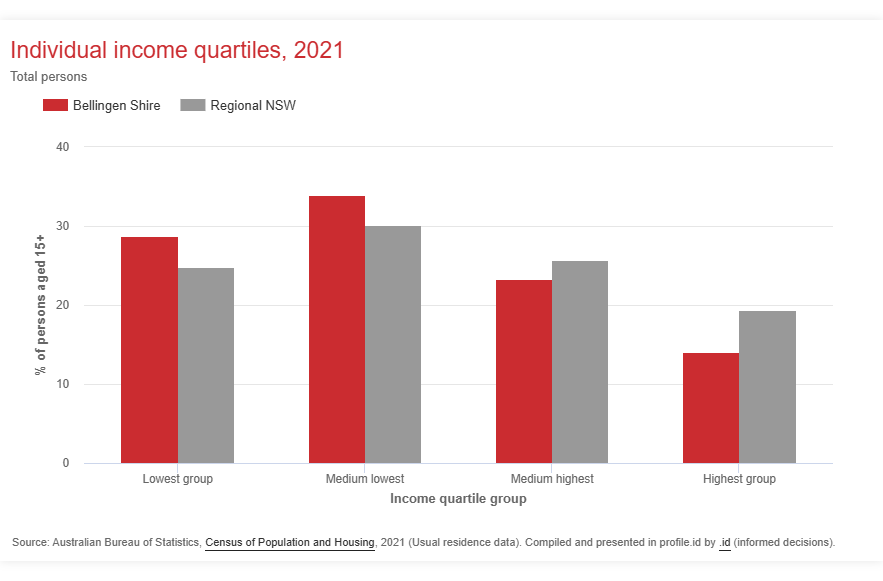 Individual income quartiles, 2021
Total persons
Bellingen Shire Regional NSW
40
30
20
10
0
% of persons aged 15+
Lowest group Medium lowest Medium highest Highest group
Income quartile group
Source: Australian Bureau of Statistics, Census of Population and Housing, 2021 (Usual residence data). Compiled and presented in profile.id by .id (informed decisions).